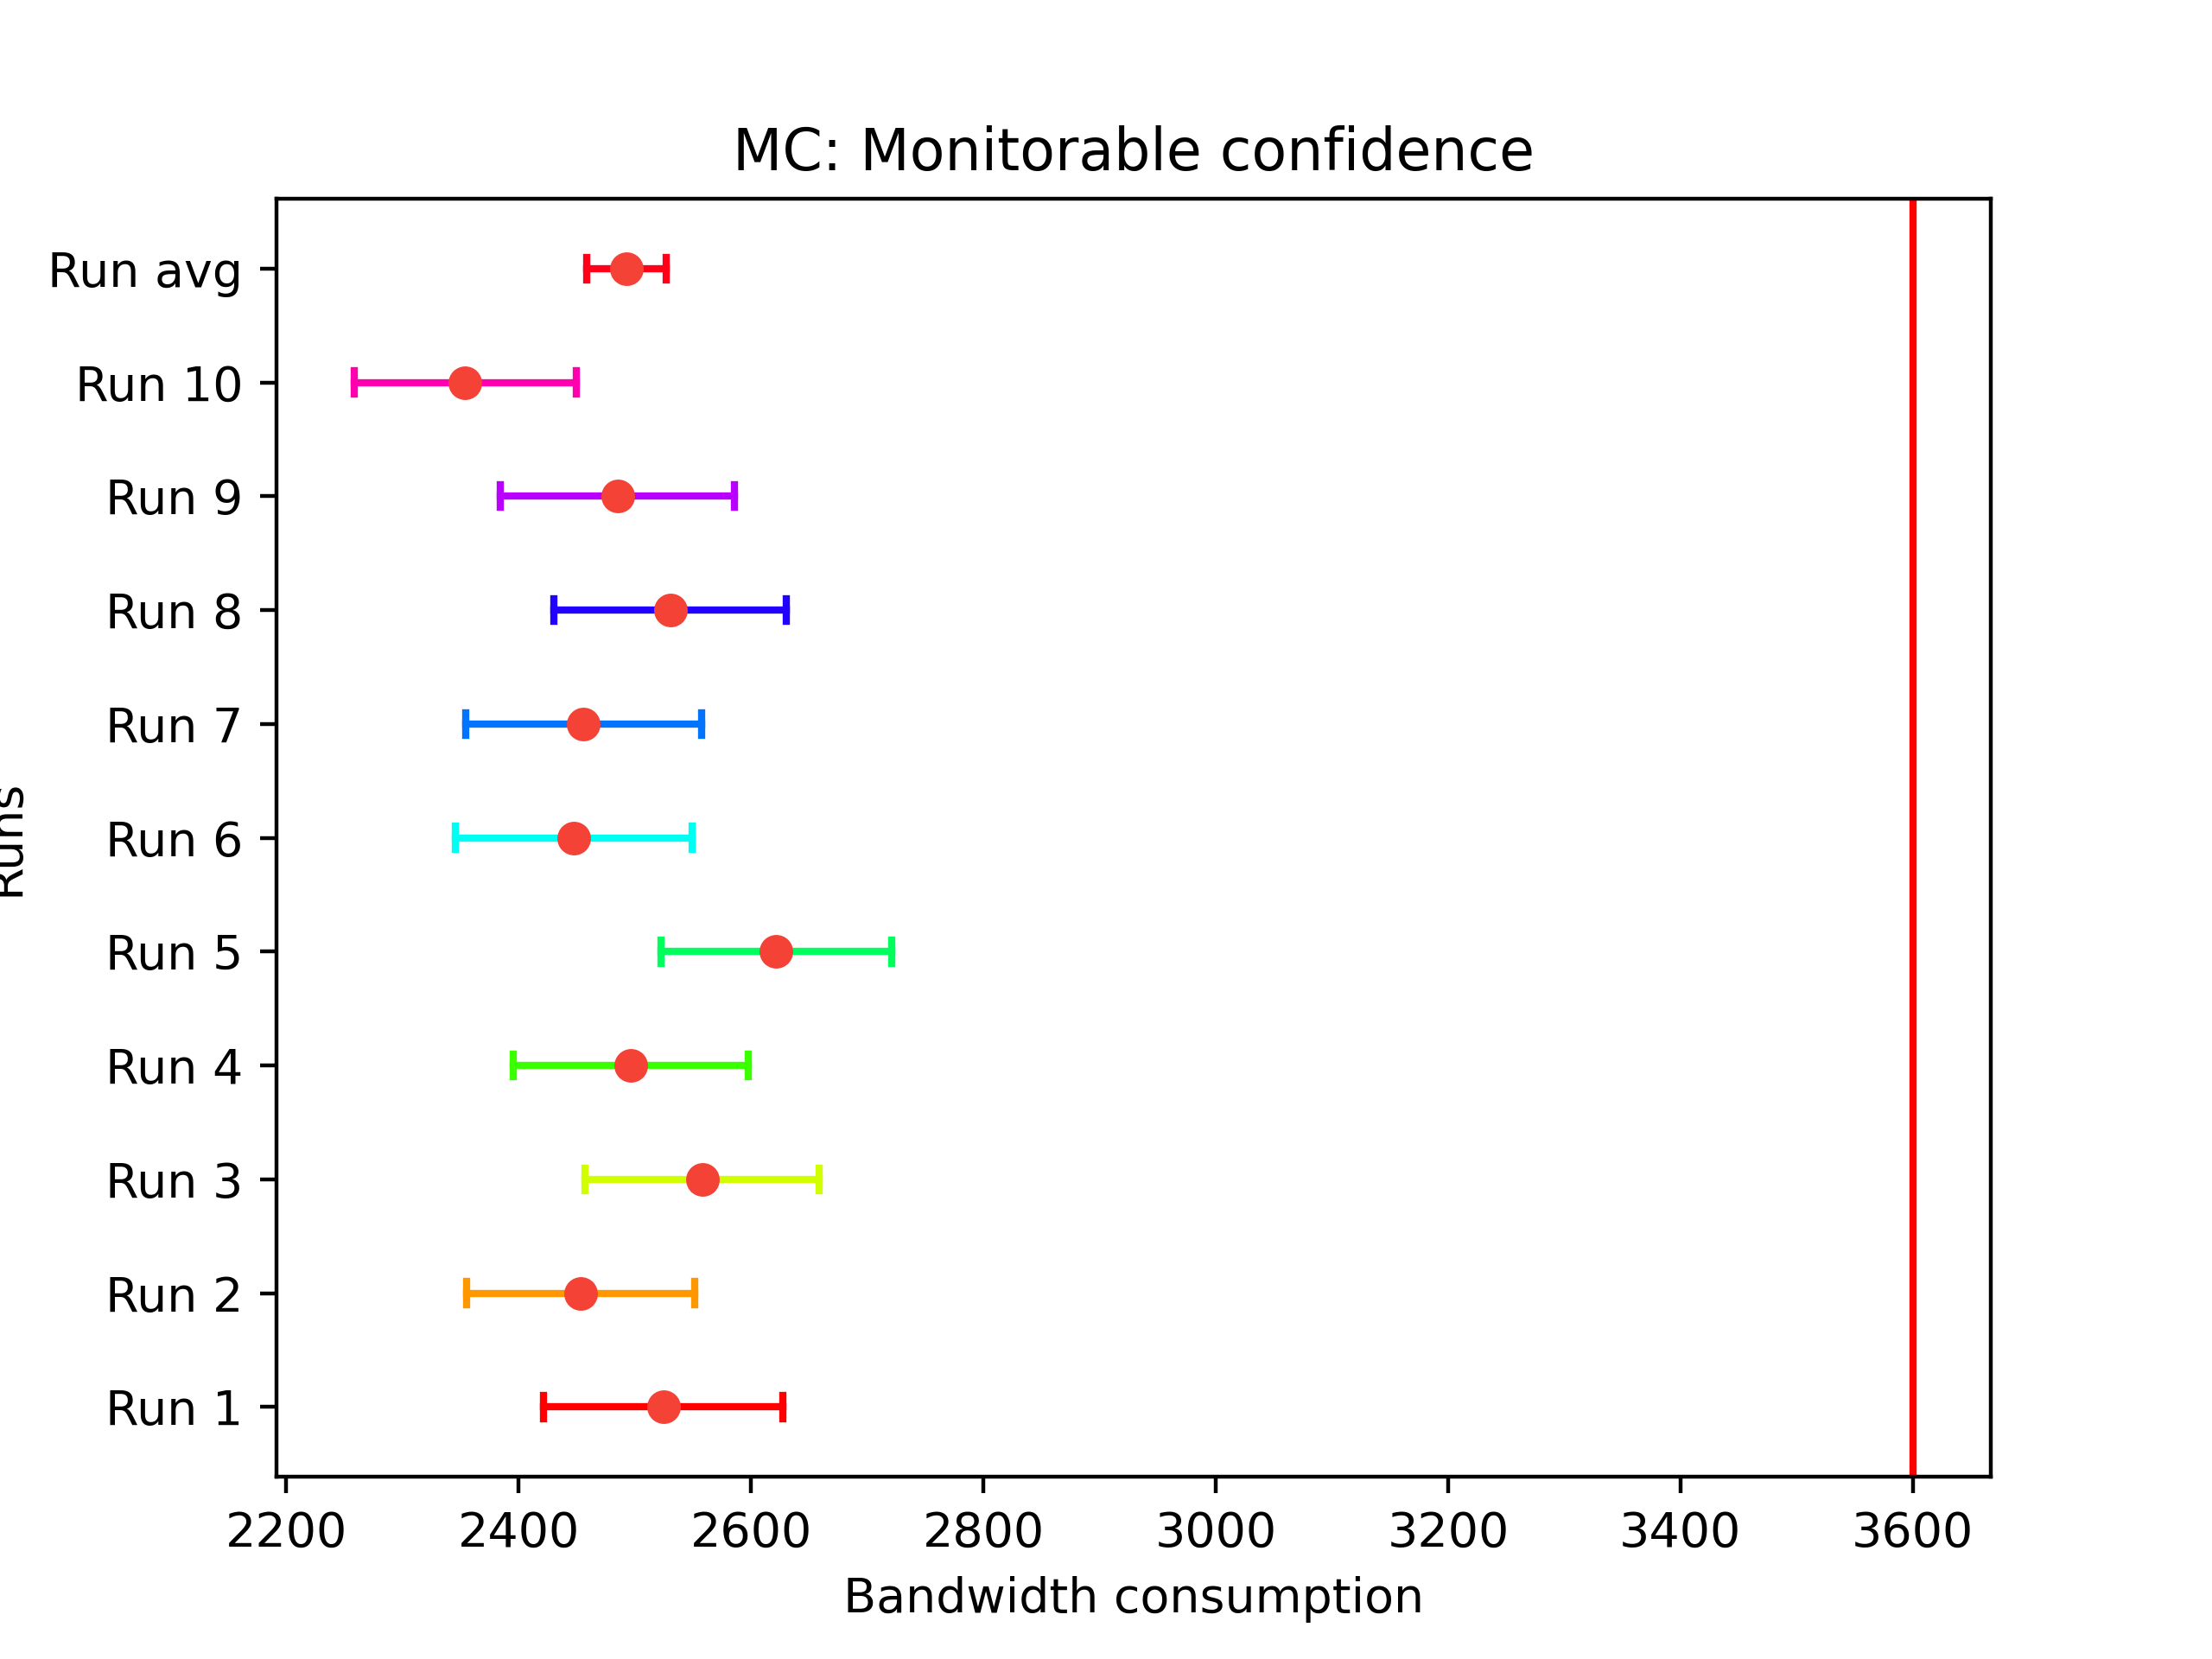 MC: Monitorable confidence
Run avg
Run 10
Run 9
Run 8
Run 7
Run 6
Run 5
Run 4
Run 3
Run 2
Run 1
Runs
2200 2400 2600 2800 3000 3200 3400 3600
Bandwidth consumption